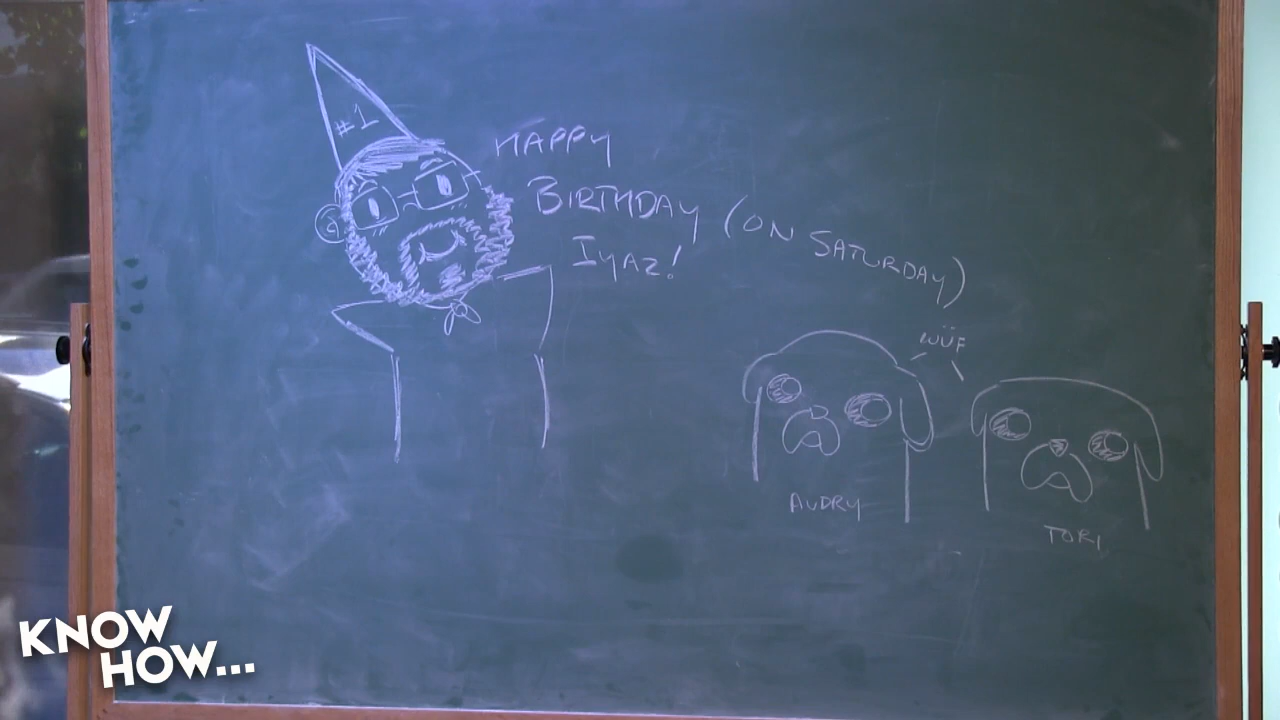 #1
HAPPY
BIRTHDAY (ON SATURDAY)
IYAZ!
WÜF
AUDRY
TORI
KNOW
HOW...